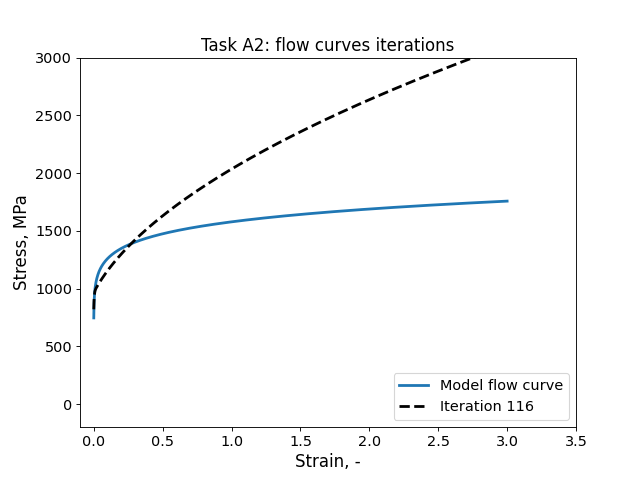 Task A2: flow curves iterations
3000
2500
2000
1500
1000
500
0
Stress, MPa
0.0 0.5 1.0 1.5 2.0 2.5 3.0 3.5
Strain, -
Model flow curve
Iteration 116